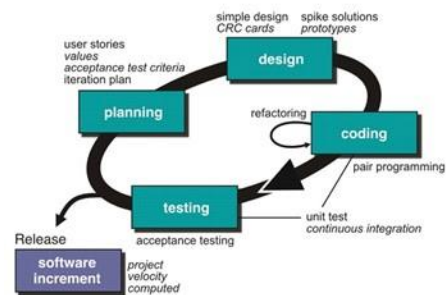 simple design
CRC cards
spike solutions
prototypes
user stories
values
acceptance test criteria
iteration plan
design
planning
refactoring
coding
pair programming
testing
unit test
continuous integration
acceptance testing
Release
software
increment
project
velocity
computed